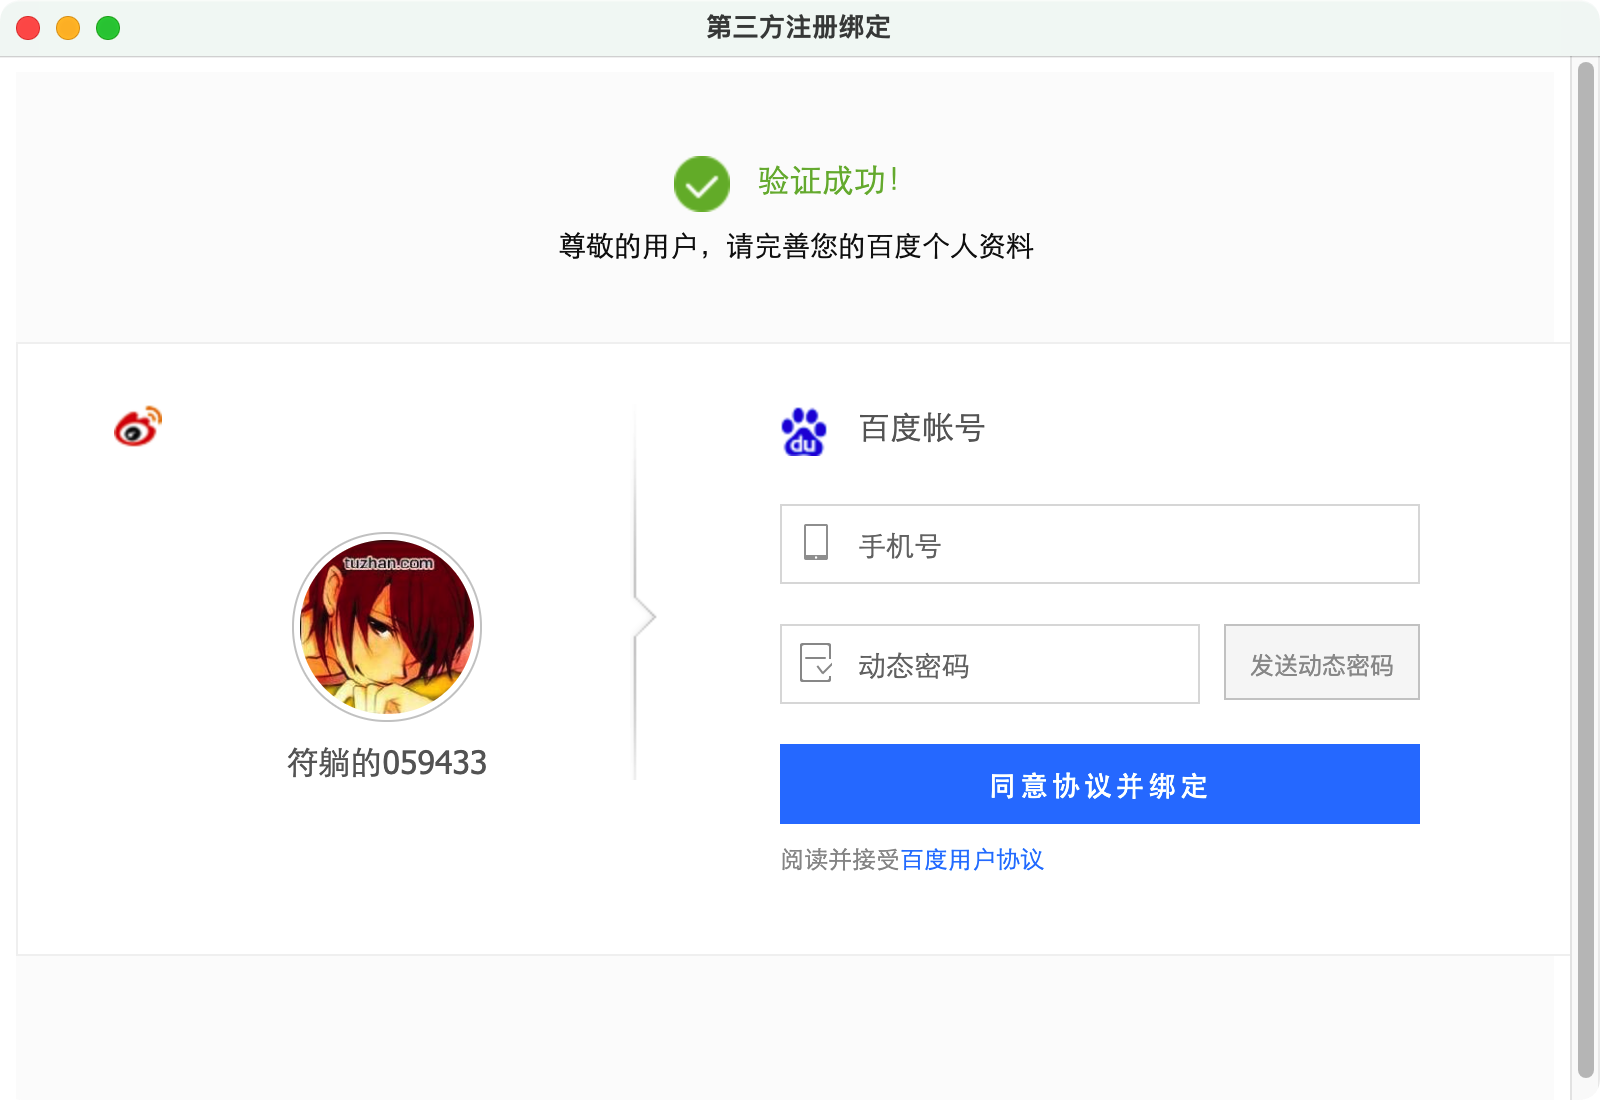 第三方注册绑定
验证成功！
尊敬的用户，请完善您的百度个人资料
du
百度帐号
手机号
tuzhan.com
动态密码
发送动态密码
符躺的059433
同意协议并绑定
阅读并接受百度用户协议